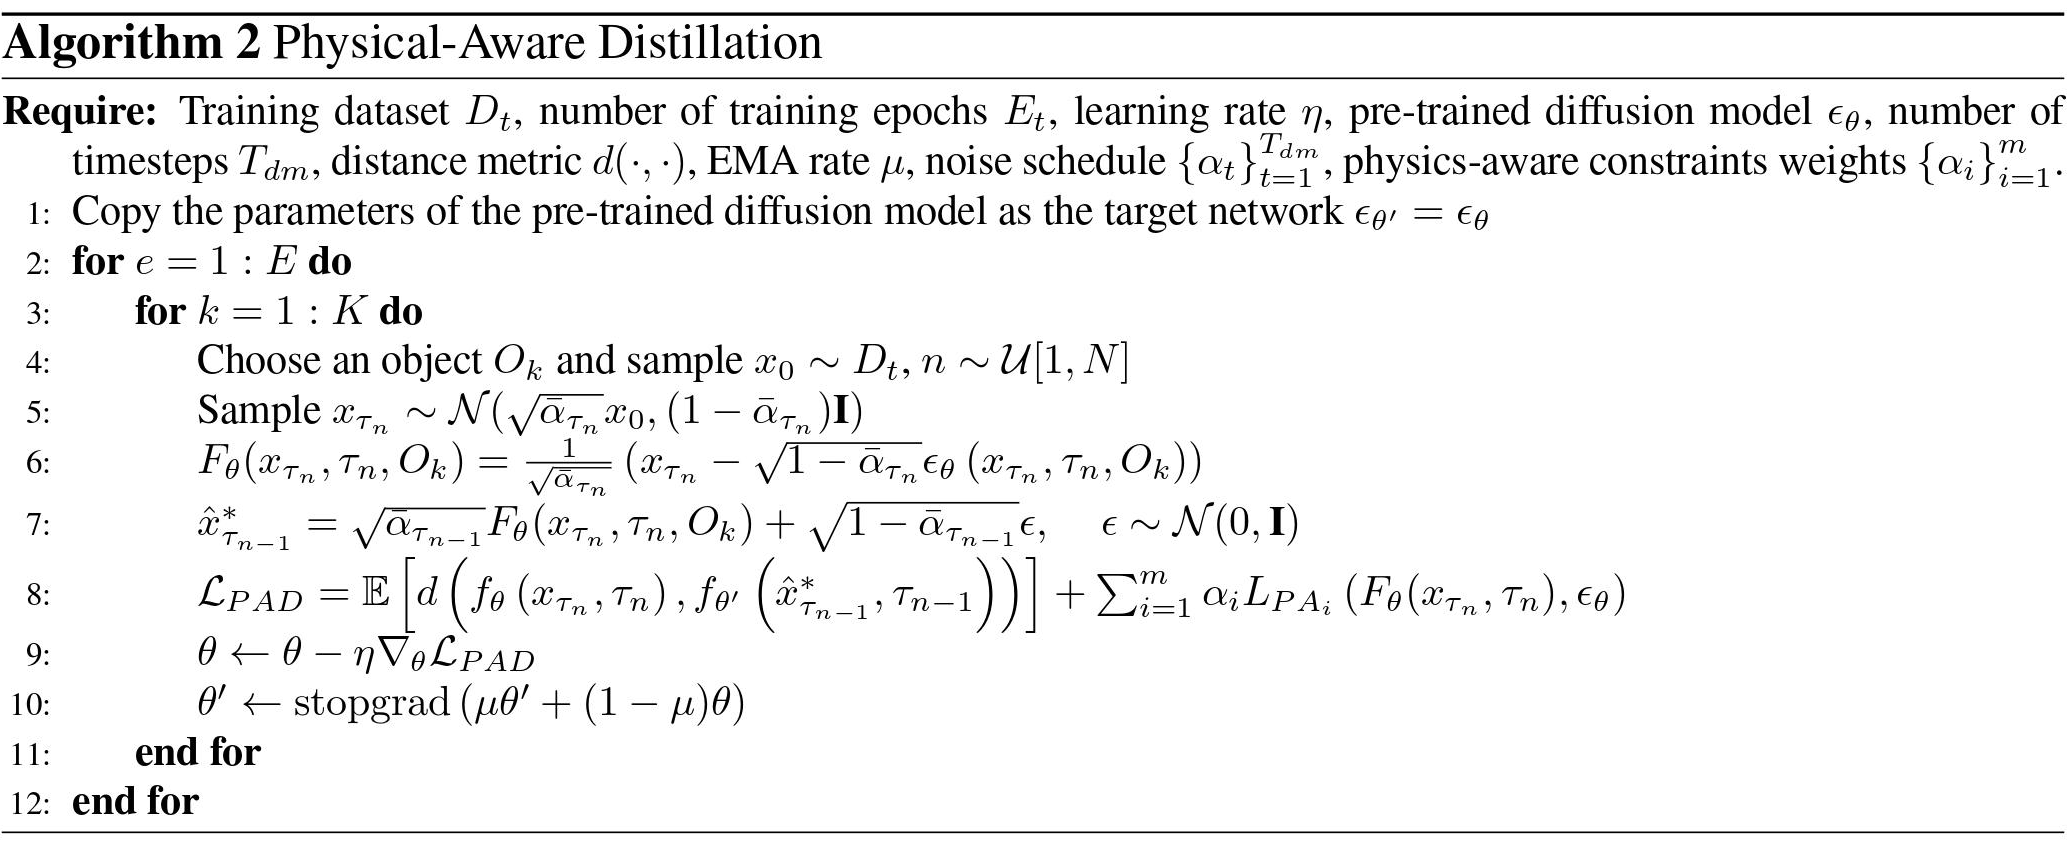 Algorithm 2 Physical-Aware Distillation
Require: Training dataset $D_t$, number of training epochs $E_t$, learning rate $\eta$, pre-trained diffusion model $\epsilon_\theta$, number of
timesteps $T_{dm}$, distance metric $d(\cdot, \cdot)$, EMA rate $\mu$, noise schedule $\{\alpha_t\}_{t=1}^{T_{dm}}$, physics-aware constraints weights $\{\alpha_i\}_{i=1}^{m}$.
1: Copy the parameters of the pre-trained diffusion model as the target network $\epsilon_{\theta'} = \epsilon_\theta$
2: for $e = 1 : E$ do
3: for $k = 1 : K$ do
4: Choose an object $O_k$ and sample $x_0 \sim D_t, n \sim \mathcal{U}[1, N]$
5: Sample $x_{\tau_n} \sim \mathcal{N}(\sqrt{\bar{\alpha}_{\tau_n}} x_0, (1 - \bar{\alpha}_{\tau_n})\mathbf{I})$
6: $F_\theta(x_{\tau_n}, \tau_n, O_k) = \frac{1}{\sqrt{\bar{\alpha}_{\tau_n}}} \left(x_{\tau_n} - \sqrt{1 - \bar{\alpha}_{\tau_n}} \epsilon_\theta \left(x_{\tau_n}, \tau_n, O_k\right)\right)$
7: $\hat{x}^*_{\tau_{n-1}} = \sqrt{\bar{\alpha}_{\tau_{n-1}}} F_\theta(x_{\tau_n}, \tau_n, O_k) + \sqrt{1 - \bar{\alpha}_{\tau_{n-1}}} \epsilon, \quad \epsilon \sim \mathcal{N}(0, \mathbf{I})$
8: $\mathcal{L}_{PAD} = \mathbb{E}\left[d\left(f_\theta\left(x_{\tau_n}, \tau_n\right), f_{\theta'}\left(\hat{x}^*_{\tau_{n-1}}, \tau_{n-1}\right)\right)\right] + \sum_{i=1}^{m} \alpha_i L_{PA_i}\left(F_\theta(x_{\tau_n}, \tau_n), \epsilon_\theta\right)$
9: $\theta \leftarrow \theta - \eta \nabla_\theta \mathcal{L}_{PAD}$
10: $\theta' \leftarrow \text{stopgrad}\left(\mu\theta' + (1 - \mu)\theta\right)$
11: end for
12: end for